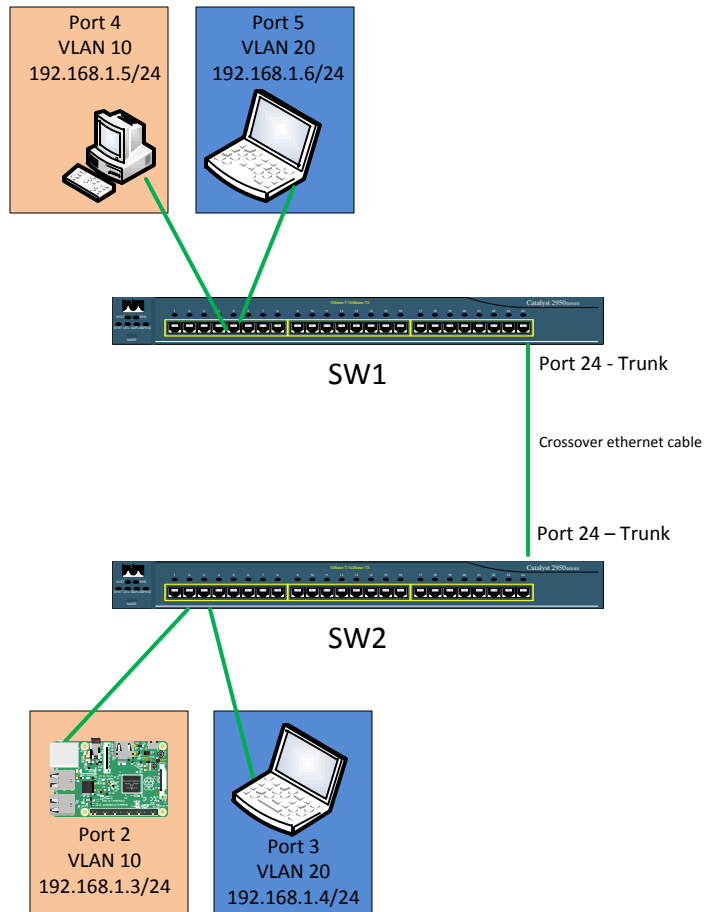 Port 4
VLAN 10
192.168.1.5/24
Port 5
VLAN 20
192.168.1.6/24
Catalyst 2950
SW1
Port 24 - Trunk
Crossover ethernet cable
Port 24 – Trunk
Catalyst 2950
SW2
Port 2
VLAN 10
192.168.1.3/24
Port 3
VLAN 20
192.168.1.4/24